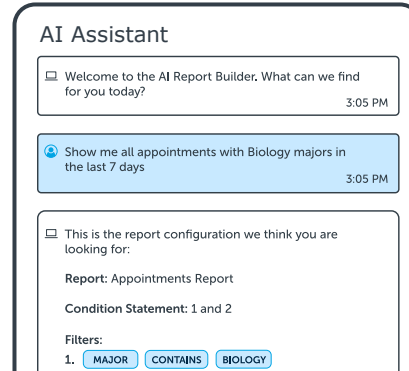 AI Assistant
Welcome to the AI Report Builder. What can we find
for you today?
3:05 PM
Show me all appointments with Biology majors in
the last 7 days
3:05 PM
This is the report configuration we think you are
looking for:
Report: Appointments Report
Condition Statement: 1 and 2
Filters:
1. MAJOR CONTAINS BIOLOGY